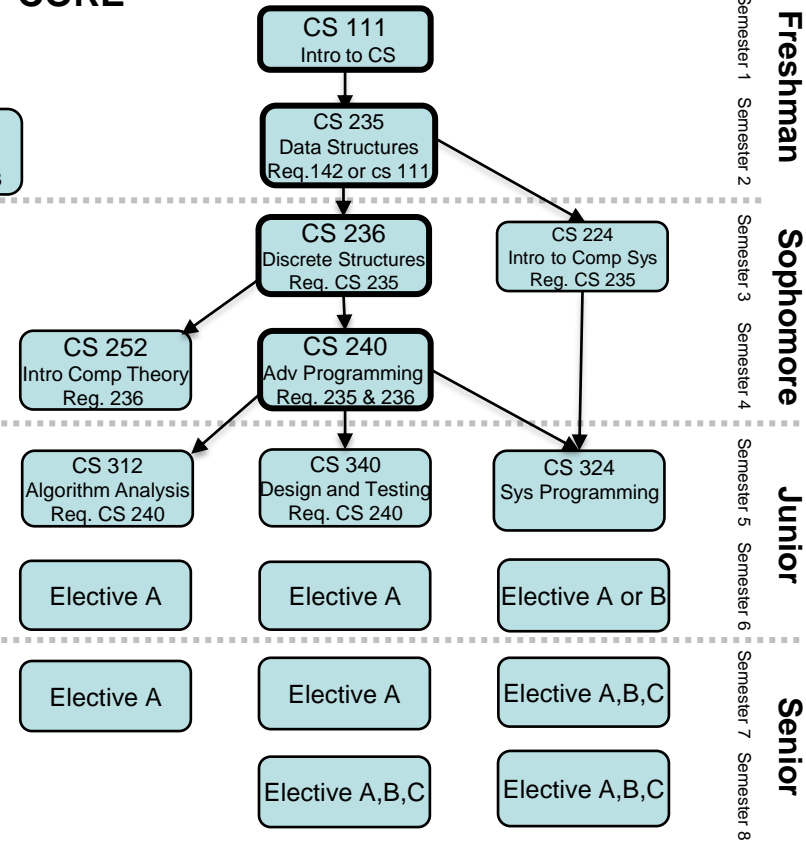 CORE
CS 111
Intro to CS
CS 235
Data Structures
Req.142 or cs 111
CS 236
Discrete Structures
Req. CS 235
CS 224
Intro to Comp Sys
Reg. CS 235
CS 252
Intro Comp Theory
Reg. 236
CS 240
Adv Programming
Req. 235 & 236
CS 312
Algorithm Analysis
Req. CS 240
CS 340
Design and Testing
Req. CS 240
CS 324
Sys Programming
Elective A
Elective A
Elective A or B
Elective A
Elective A
Elective A,B,C
Elective A,B,C
Elective A,B,C
Freshman
Semester 1
Semester 2
Sophomore
Semester 3
Semester 4
Junior
Semester 5
Semester 6
Senior
Semester 7
Semester 8